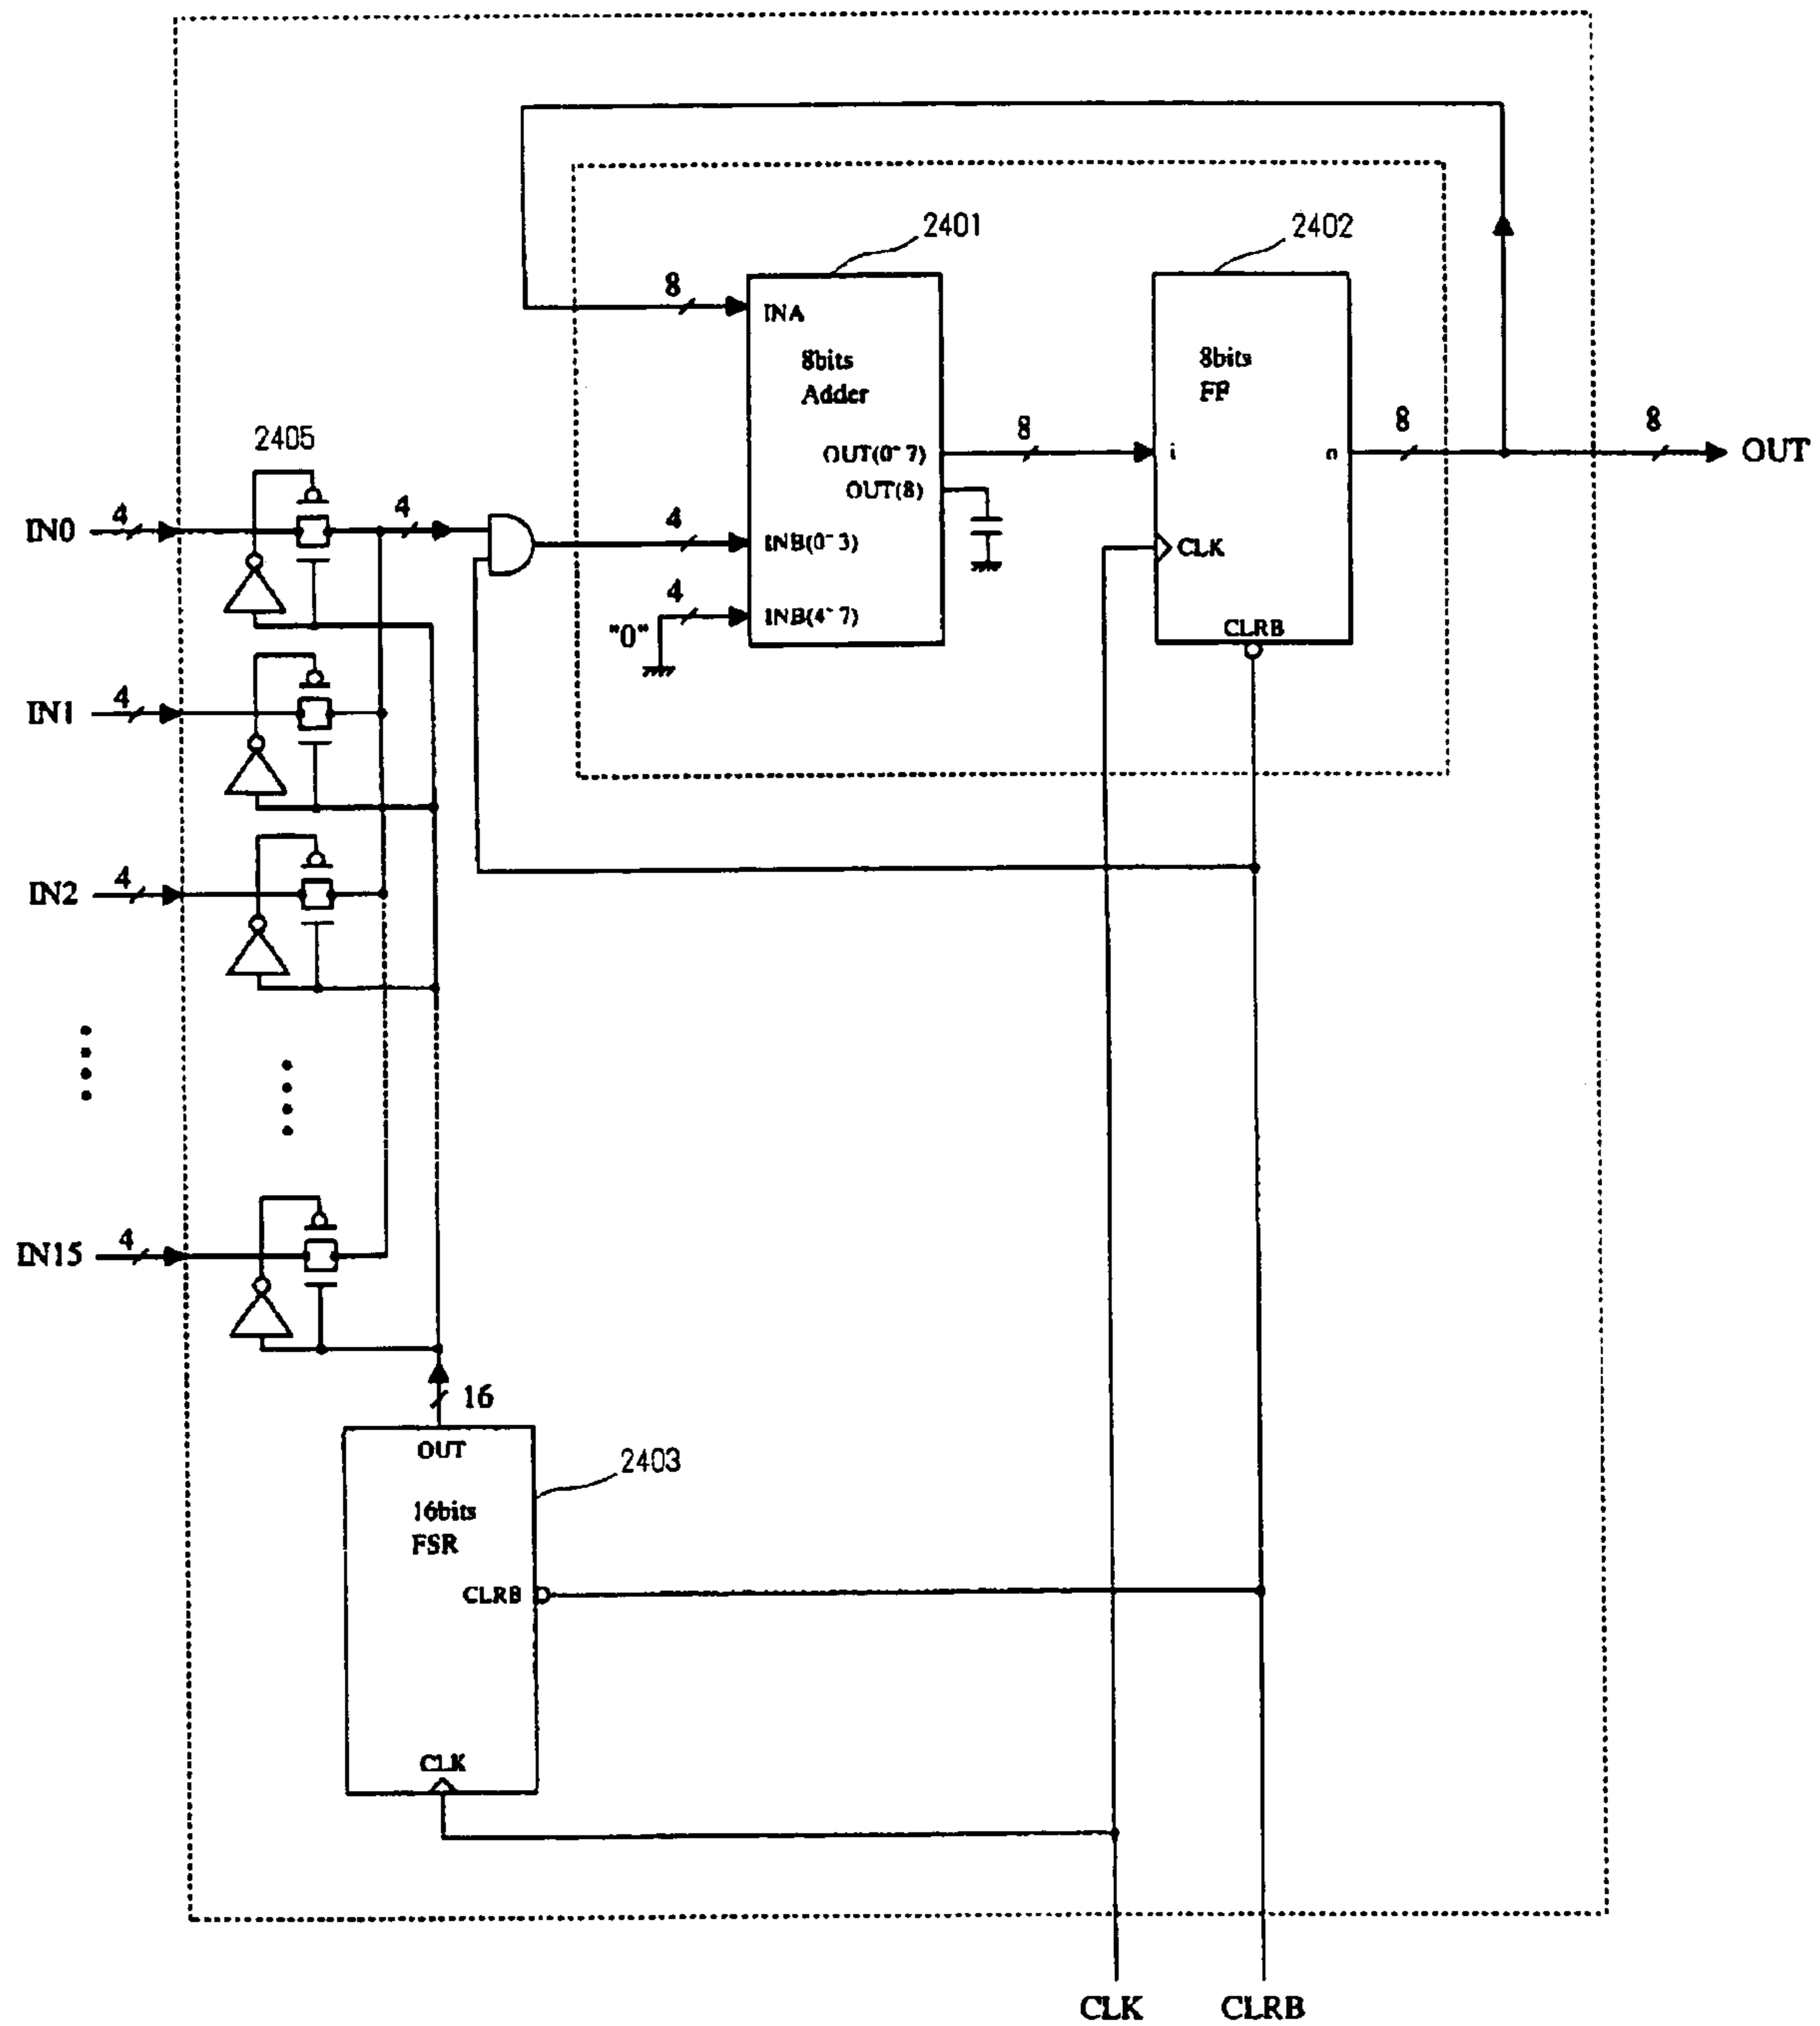 2401
2402
8
INA
8bits
Adder
8bits
FF
2405
OUT(0~7)
8
i
o
8
8
OUT
OUT(8)
IN0
4
4
4
INB(0~3)
CLK
4
INB(4~7)
"0"
CLRB
IN1
4
IN2
4
IN15
4
16
OUT
2403
16bits
FSR
CLRB
CLK
CLK
CLRB